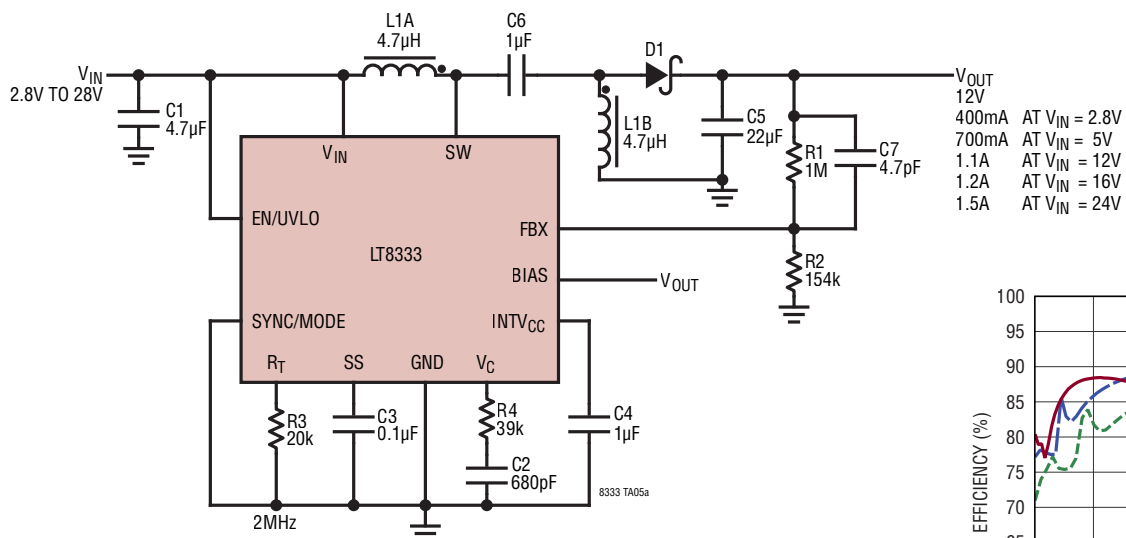 L1A
4.7µH
C6
1µF
D1
VIN
2.8V TO 28V
C1
4.7µF
L1B
4.7µH
C5
22µF
R1
1M
C7
4.7pF
VOUT
12V
400mA AT VIN = 2.8V
700mA AT VIN = 5V
1.1A AT VIN = 12V
1.2A AT VIN = 16V
1.5A AT VIN = 24V
VIN
SW
EN/UVLO
FBX
LT8333
BIAS
VOUT
R2
154k
SYNC/MODE
INTVCC
RT
SS
GND
VC
R3
20k
C3
0.1µF
R4
39k
C2
680pF
C4
1µF
8333 TA05a
2MHz
100
95
90
85
80
75
70
EFFICIENCY (%)